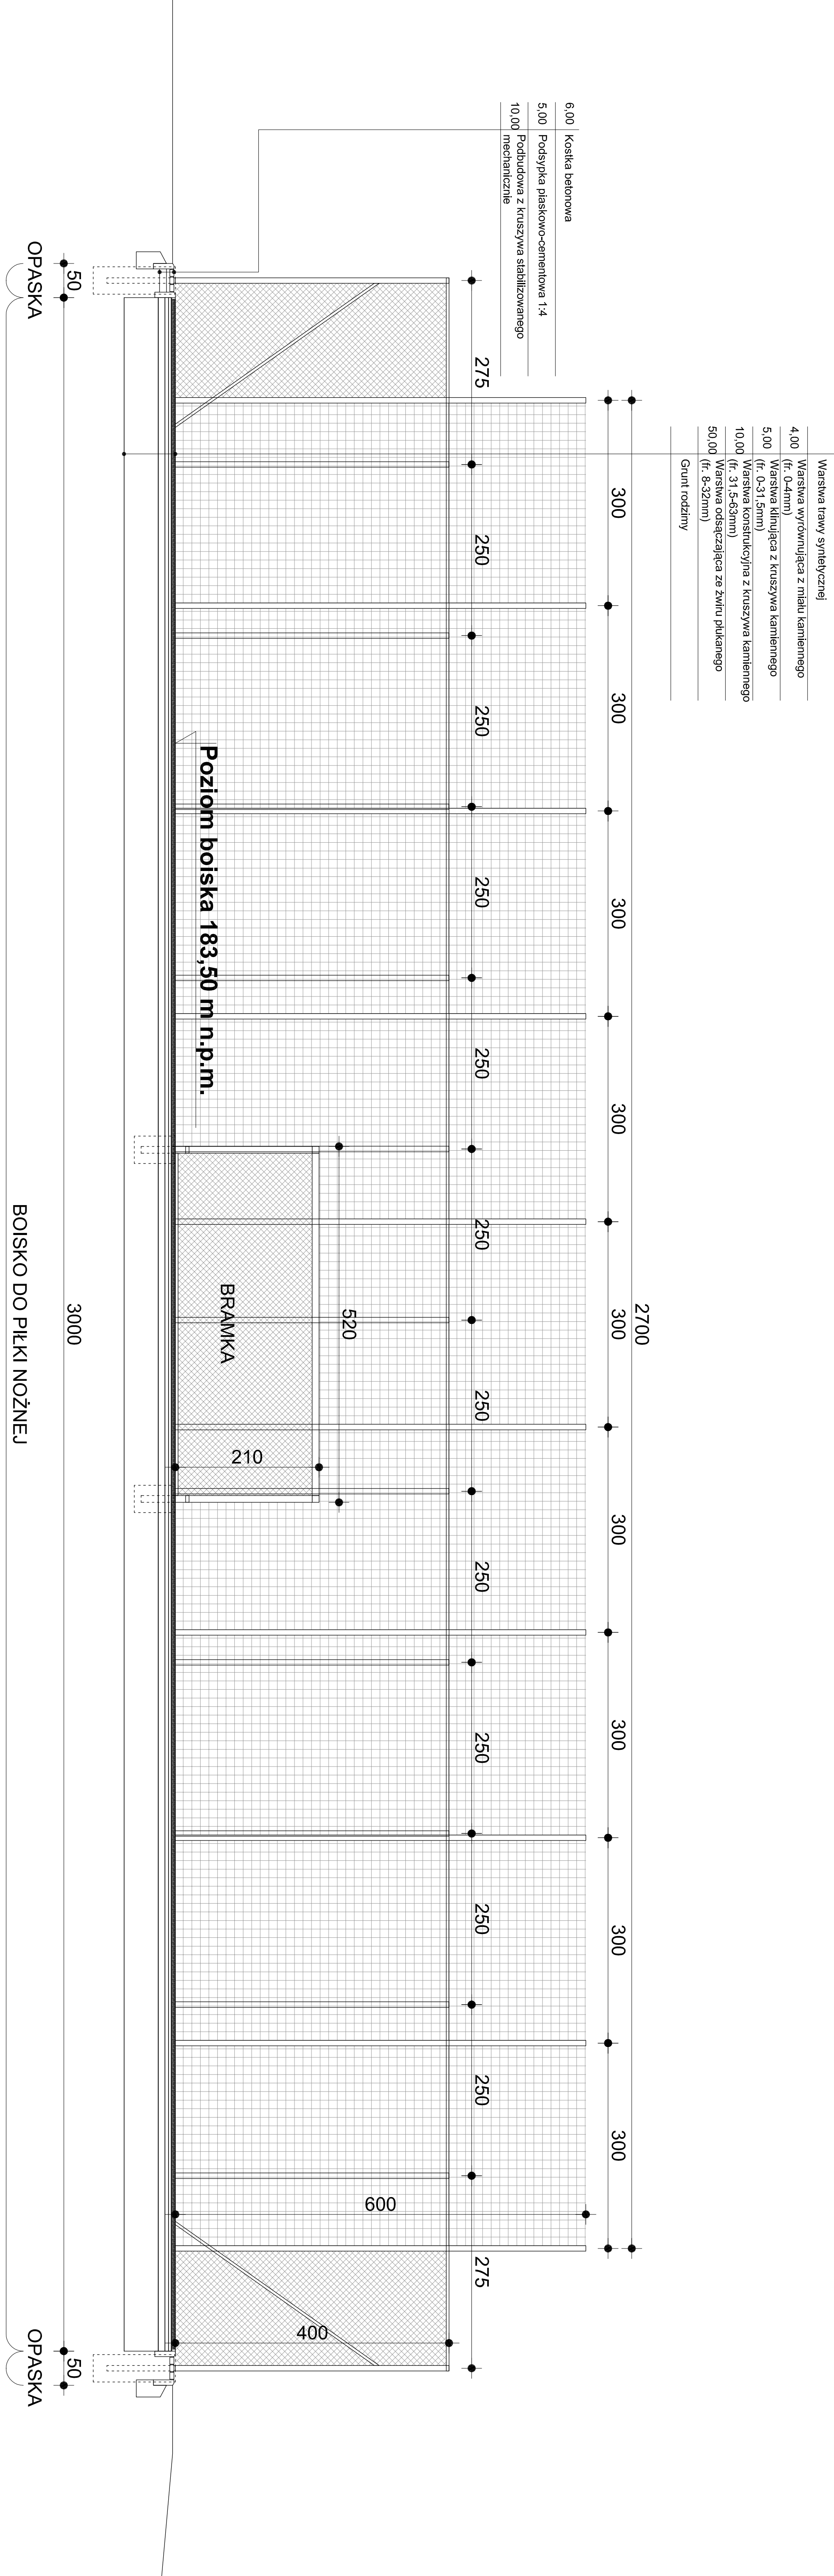 Warstwa trawy syntetycznej
4,00 Warstwa wyrównująca z miału kamiennego
(fr. 0-4mm)
5,00 Warstwa klinująca z kruszywa kamiennego
(fr. 0-31,5mm)
10,00 Warstwa konstrukcyjna z kruszywa kamiennego
(fr. 31,5-63mm)
50,00 Warstwa odsączająca ze żwiru płukanego
(fr. 8-32mm)
Grunt rodzimy
6,00 Kostka betonowa
5,00 Podsypka piaskowo-cementowa 1:4
10,00 Podbudowa z kruszywa stabilizowanego
mechanicznie
2700
300 300 300 300 300 300 300 300 300
275 250 250 250 250 250 250 250 250 250 250 275
600
400
520
210
BRAMKA
Poziom boiska 183,50 m n.p.m.
50 3000 50
OPASKA OPASKA
BOISKO DO PIŁKI NOŻNEJ